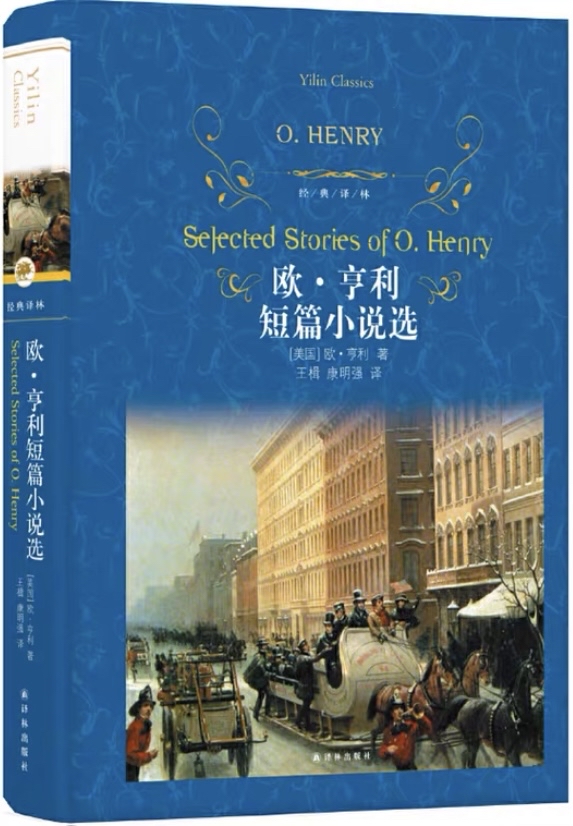 Yilin
Classics
经典译林
欧·亨利短篇小说选
Selected Stories of O. Henry
[美国] 欧·亨利 著
王楫 康明强 译
译林出版社
Yilin Classics
O. HENRY
经/典/译/林
Selected Stories of O. Henry
欧·亨利
短篇小说选
[美国] 欧·亨利 著
王楫 康明强 译
译林出版社